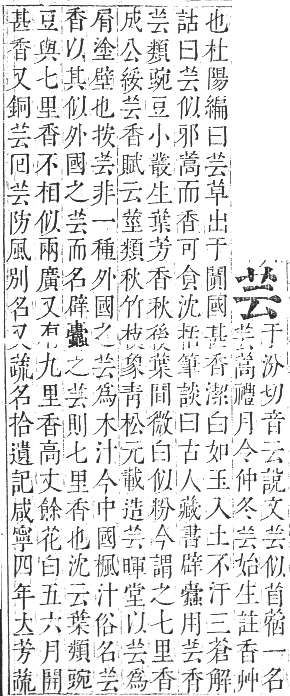 芸
于汾切音云說文芸似苜蓿一名
芸蒿禮月令仲冬芸始生註香艸
也杜陽編曰芸草出于闐國其香潔白如玉入土不汙三蒼解
詁曰芸似邪蒿而香可食沈括筆談曰古人藏書辟蠹用芸香
芸類豌豆小叢生葉芳香秋後葉間微白似粉今謂之七里香
成公綏芸香賦云莖類秋竹枝象青松元載造芸暉堂以芸爲
屑塗壁也按芸非一種外國之芸爲木汁今中國楓汁俗名芸
香以其似外國之芸而名辟蠹之芸則七里香也沈云葉類豌
豆與七里香不相似兩廣又有九里香高丈餘花白五六月開
甚香又銅芸回芸防風別名又蔬名拾遺記咸寧四年大芳蔬